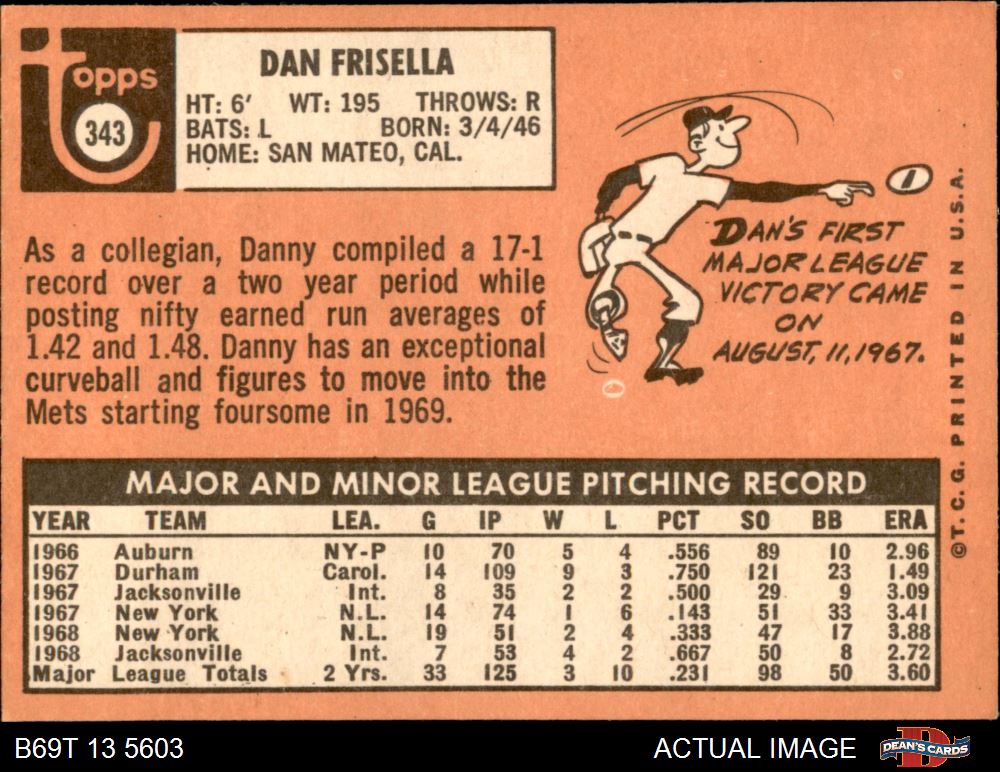 topps
343
DAN FRISELLA
HT: 6' WT: 195 THROWS: R
BATS: L BORN: 3/4/46
HOME: SAN MATEO, CAL.
As a collegian, Danny compiled a 17-1
record over a two year period while
posting nifty earned run averages of
1.42 and 1.48. Danny has an exceptional
curveball and figures to move into the
Mets starting foursome in 1969.
DAN'S FIRST
MAJOR LEAGUE
VICTORY CAME
ON
AUGUST, 11, 1967.
©T. C. G. PRINTED IN U.S.A.
MAJOR AND MINOR LEAGUE PITCHING RECORD
YEAR TEAM LEA. G IP W L PCT SO BB ERA
1966 Auburn NY-P 10 70 5 4 .556 89 10 2.96
1967 Durham Carol. 14 109 9 3 .750 121 23 1.49
1967 Jacksonville Int. 8 35 2 2 .500 29 9 3.09
1967 New York N.L. 14 74 1 6 .143 51 33 3.41
1968 New York N.L. 19 51 2 4 .333 47 17 3.88
1968 Jacksonville Int. 7 53 4 2 .667 50 8 2.72
Major League Totals 2 Yrs. 33 125 3 10 .231 98 50 3.60
B69T 13 5603 ACTUAL IMAGE DEAN'S CARDS